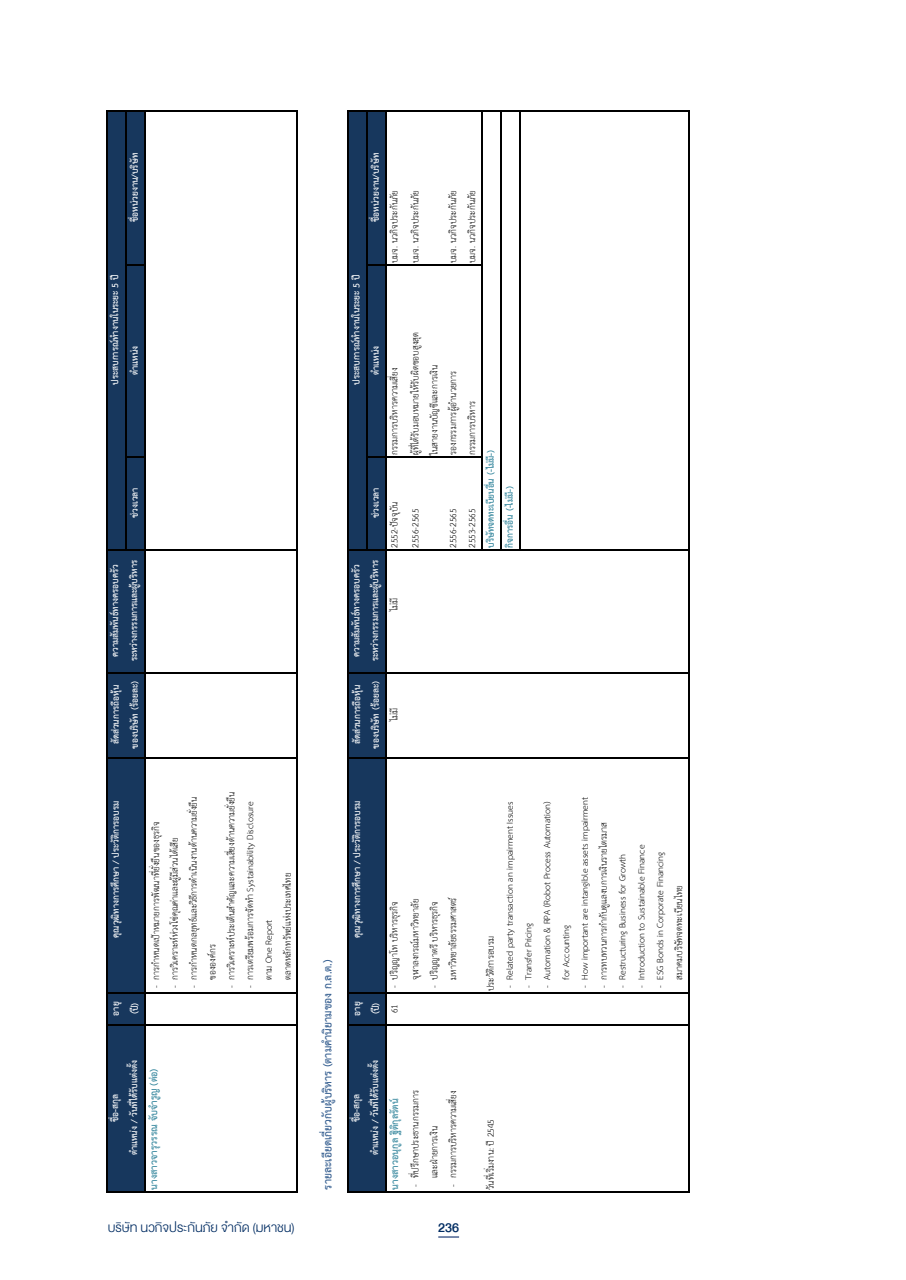 ชื่อ-สกุล
ตำแหน่ง / วันที่ได้รับแต่งตั้ง
อายุ
(ปี)
คุณวุฒิทางการศึกษา / ประวัติการอบรม
สัดส่วนการถือหุ้น
ของบริษัท (ร้อยละ)
ความสัมพันธ์ทางครอบครัว
ระหว่างกรรมการและผู้บริหาร
ประสบการณ์ทำงานในระยะ 5 ปี
ช่วงเวลา
ตำแหน่ง
ชื่อหน่วยงาน/บริษัท
นางสาวจารุวรรณ จับจำรูญ (ต่อ)
- การกำหนดเป้าหมายการพัฒนาที่ยั่งยืนของธุรกิจ
- การวิเคราะห์ห่วงโซ่คุณค่าและผู้มีส่วนได้เสีย
- การกำหนดกลยุทธ์และวิธีการดำเนินงานด้านความยั่งยืน
ขององค์กร
- การวิเคราะห์ประเด็นสำคัญและความเสี่ยงด้านความยั่งยืน
- การเตรียมพร้อมการจัดทำ Systainability Disclosure
ตาม One Report
ตลาดหลักทรัพย์แห่งประเทศไทย
รายละเอียดเกี่ยวกับผู้บริหาร (ตามคำนิยามของ ก.ล.ต.)
ชื่อ-สกุล
ตำแหน่ง / วันที่ได้รับแต่งตั้ง
อายุ
(ปี)
คุณวุฒิทางการศึกษา / ประวัติการอบรม
สัดส่วนการถือหุ้น
ของบริษัท (ร้อยละ)
ความสัมพันธ์ทางครอบครัว
ระหว่างกรรมการและผู้บริหาร
ประสบการณ์ทำงานในระยะ 5 ปี
ช่วงเวลา
ตำแหน่ง
ชื่อหน่วยงาน/บริษัท
นางสาวอนุกูล ฐิติกุลรัตน์
- ที่ปรึกษาประธานกรรมการ
และฝ่ายการเงิน
- กรรมการบริหารความเสี่ยง
วันที่เริ่มงาน: ปี 2545
61
- ปริญญาโท บริหารธุรกิจ
จุฬาลงกรณ์มหาวิทยาลัย
- ปริญญาตรี บริหารธุรกิจ
มหาวิทยาลัยธรรมศาสตร์
ประวัติการอบรม
- Related party transaction an impairment Issues
- Transfer Pricing
- Automation & RPA (Robot Process Automation)
for Accounting
- How important are intangible assets impairment
- การทบทวนการกำกับดูแลงบการเงินรายไตรมาส
- Restructuring Business for Growth
- Introduction to Sustainable Finance
- ESG Bonds in Corporate Financing
สมาคมบริษัทจดทะเบียนไทย
ไม่มี
ไม่มี
2552-ปัจจุบัน กรรมการบริหารความเสี่ยง บมจ. นวกิจประกันภัย
2556-2565 ผู้ที่ได้รับมอบหมายให้รับผิดชอบสูงสุด บมจ. นวกิจประกันภัย
ในสายงานบัญชีและการเงิน
2556-2565 รองกรรมการผู้อำนวยการ บมจ. นวกิจประกันภัย
2553-2565 กรรมการบริหาร บมจ. นวกิจประกันภัย
บริษัทจดทะเบียนอื่น (-ไม่มี-)
กิจการอื่น (-ไม่มี-)
บริษัท นวกิจประกันภัย จำกัด (มหาชน)
236